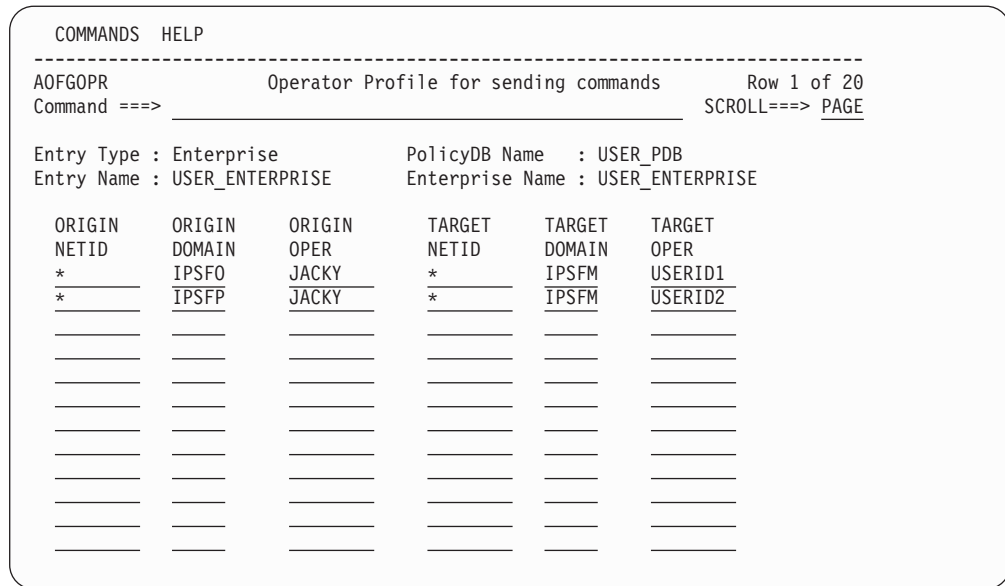 COMMANDS HELP
------------------------------------------------------------------------------
AOFGOPR Operator Profile for sending commands Row 1 of 20
Command ===> SCROLL===> PAGE
Entry Type : Enterprise PolicyDB Name : USER_PDB
Entry Name : USER_ENTERPRISE Enterprise Name : USER_ENTERPRISE
ORIGIN ORIGIN ORIGIN TARGET TARGET TARGET
NETID DOMAIN OPER NETID DOMAIN OPER
* IPSFO JACKY * IPSFM USERID1
* IPSFP JACKY * IPSFM USERID2